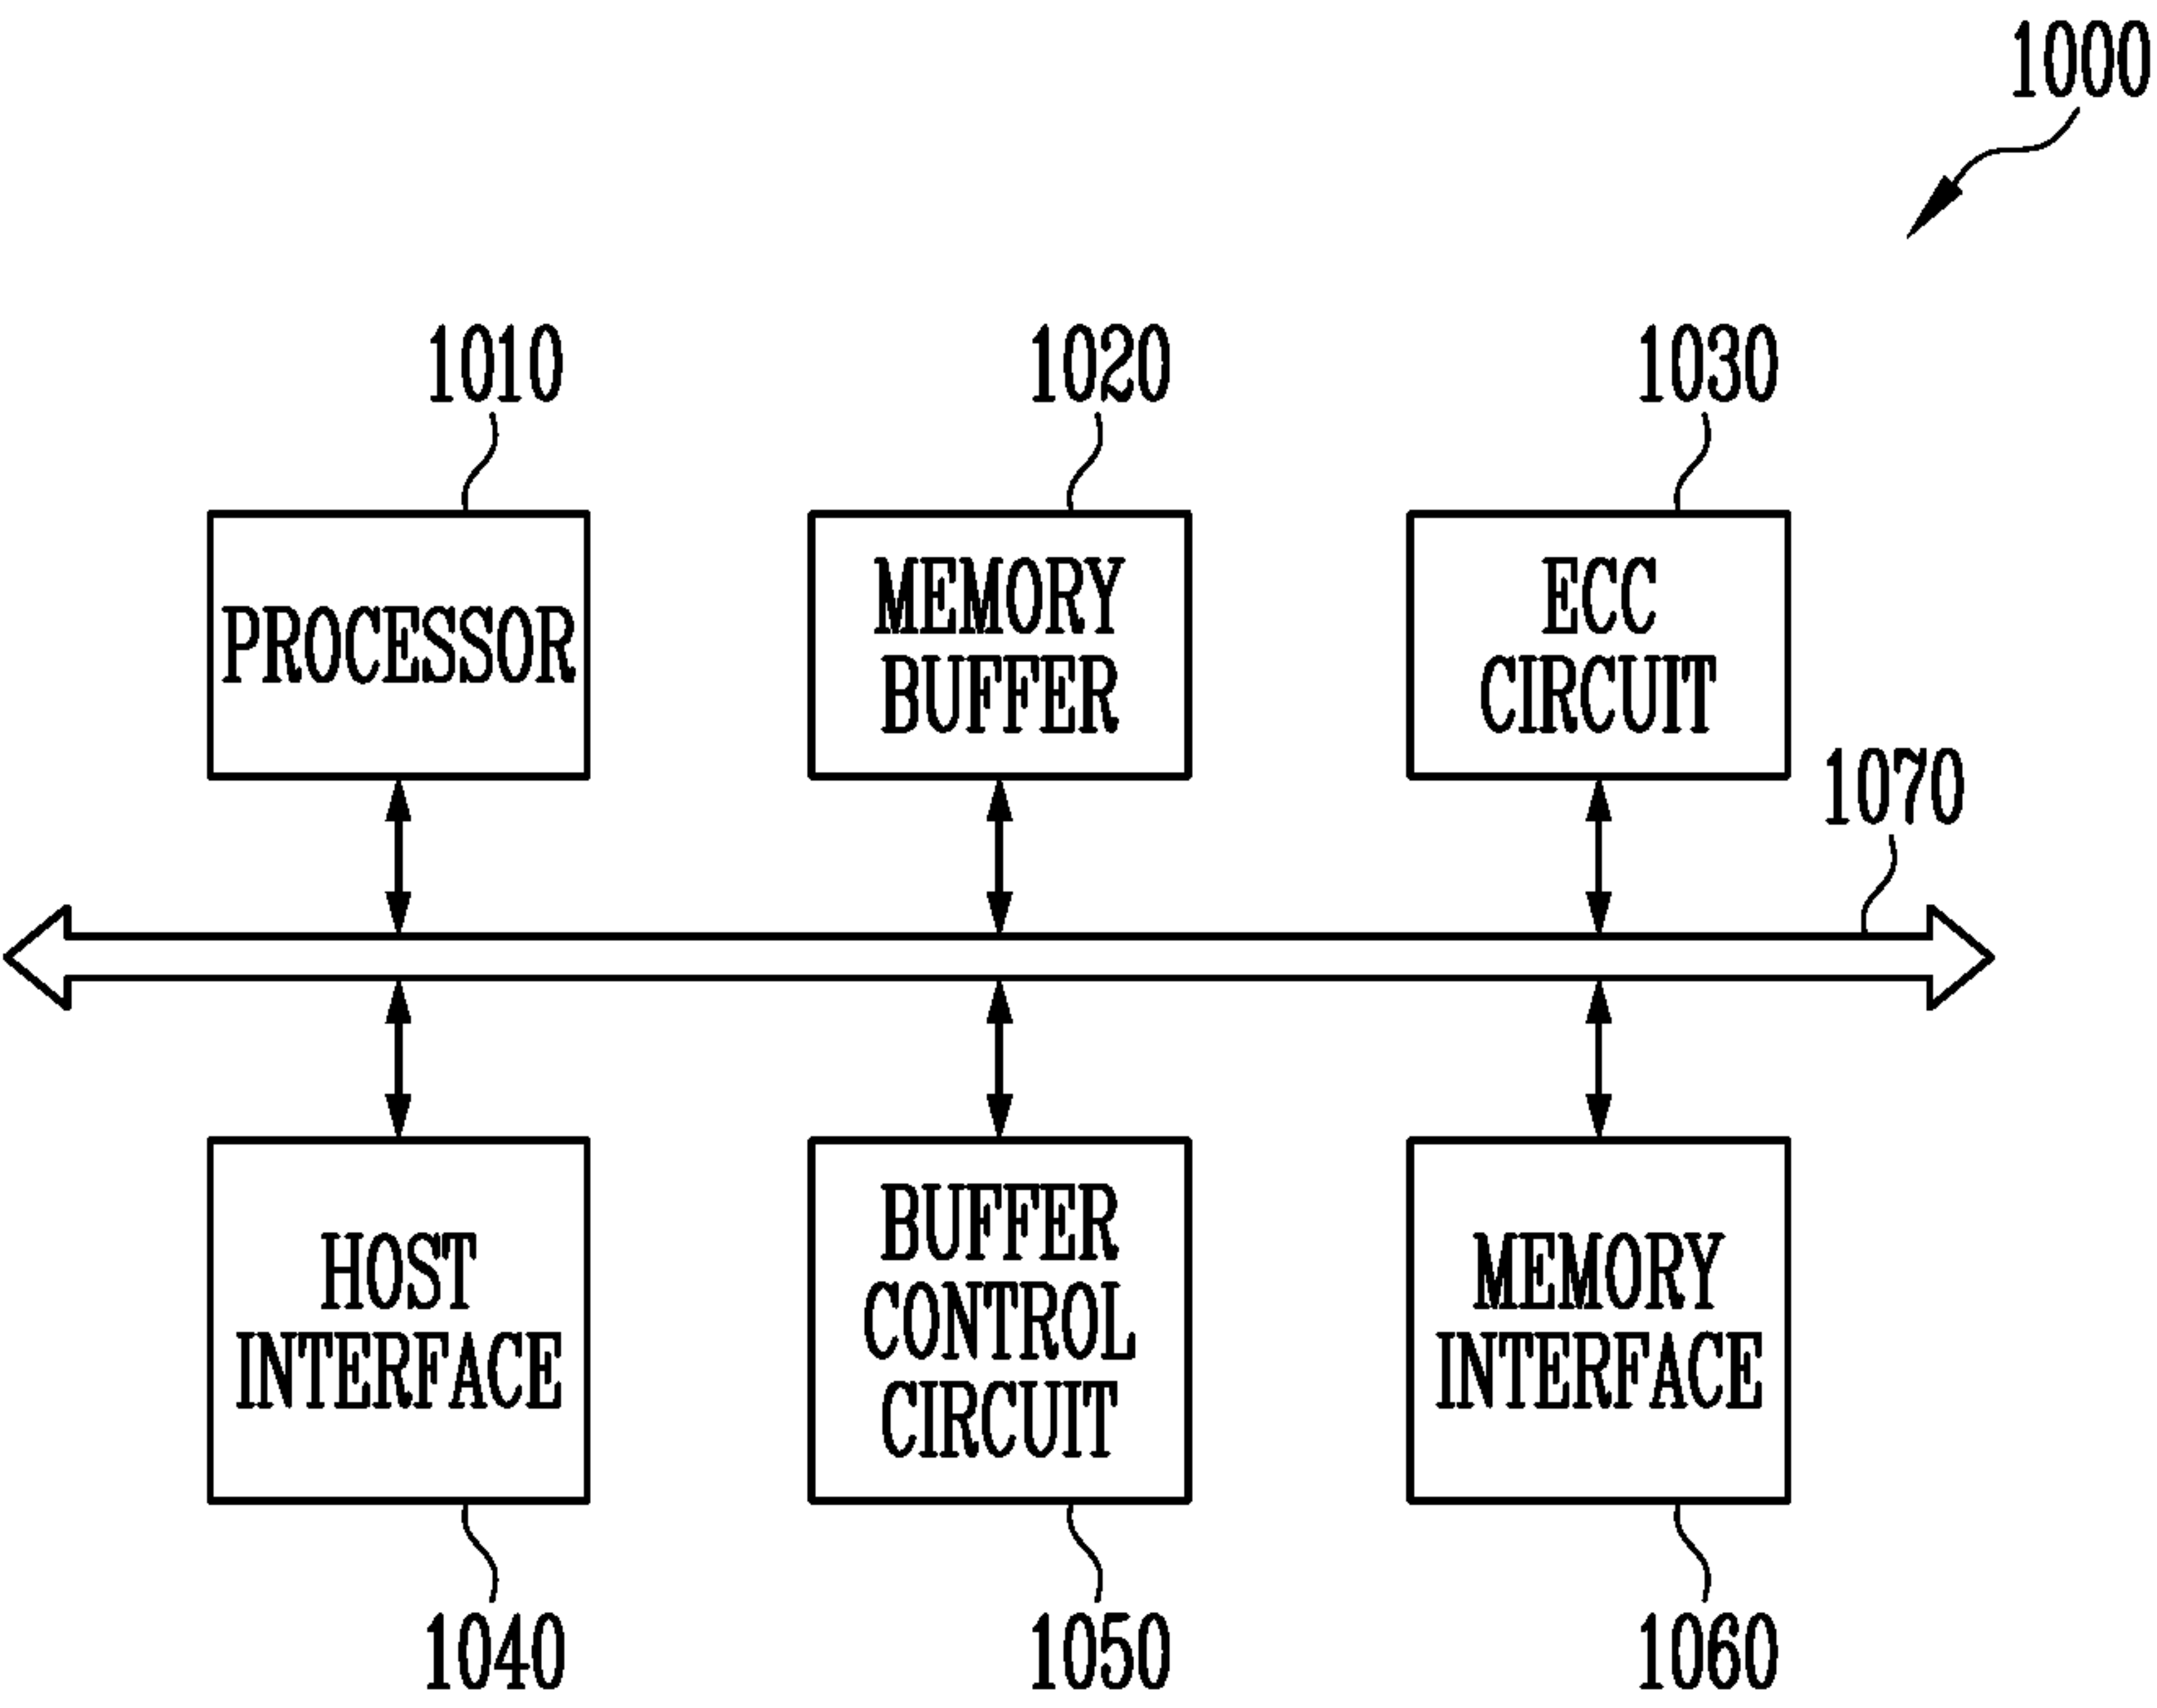 1000
1010
1020
1030
PROCESSOR
MEMORY
BUFFER
ECC
CIRCUIT
1070
HOST
INTERFACE
BUFFER
CONTROL
CIRCUIT
MEMORY
INTERFACE
1040
1050
1060